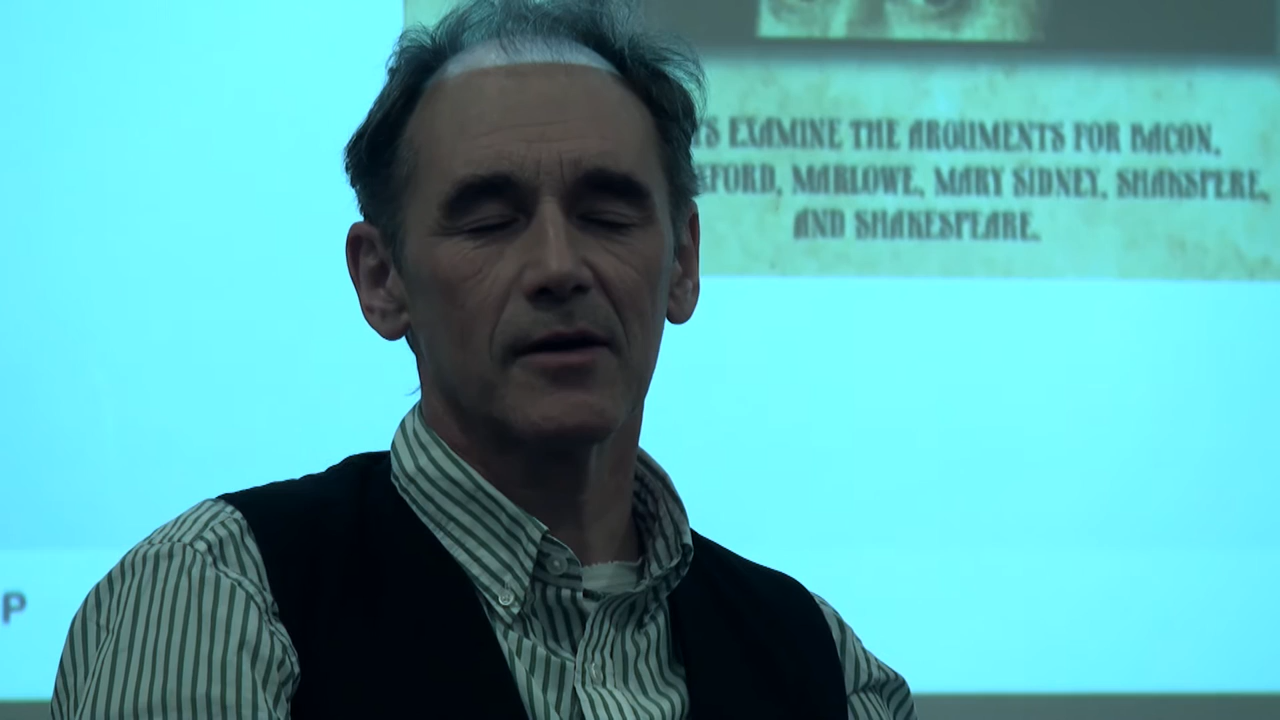 EXAMINE THE ARGUMENTS FOR BACON,
MARLOWE, MARY SIDNEY, SHAKSPERE,
AND SHAKESPEARE.
P